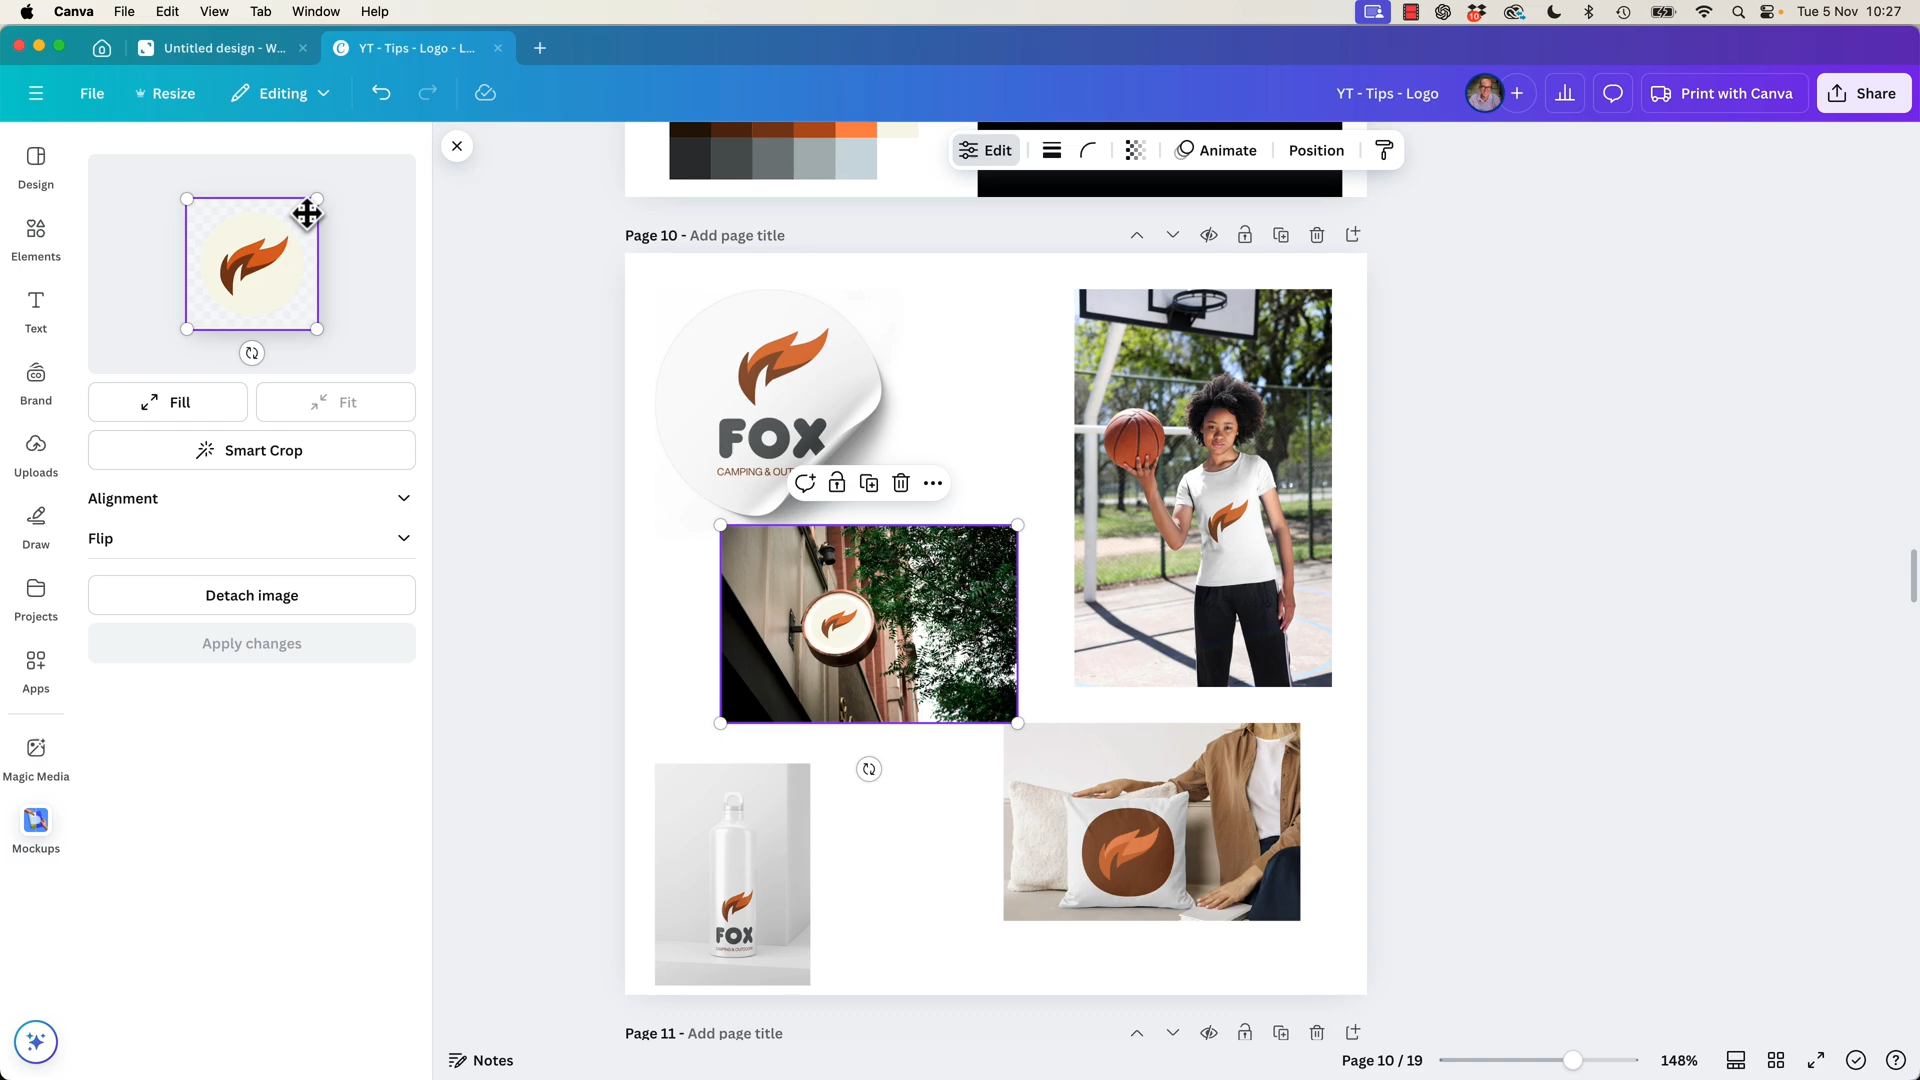 Canva File Edit View Tab Window Help
10
Tue 5 Nov 10:27
Untitled design - W...
YT - Tips - Logo - L...
File
Resize
Editing
YT - Tips - Logo
Print with Canva
Share
Design
Elements
Text
Brand
Uploads
Draw
Projects
Apps
Magic Media
Mockups
Fill
Fit
Smart Crop
Alignment
Flip
Detach image
Apply changes
Edit
Animate
Position
Page 10 - Add page title
FOX
CAMPING & OUT
FOX
CAMPING & OUTDOOR
Page 11 - Add page title
Notes
Page 10 / 19
148%